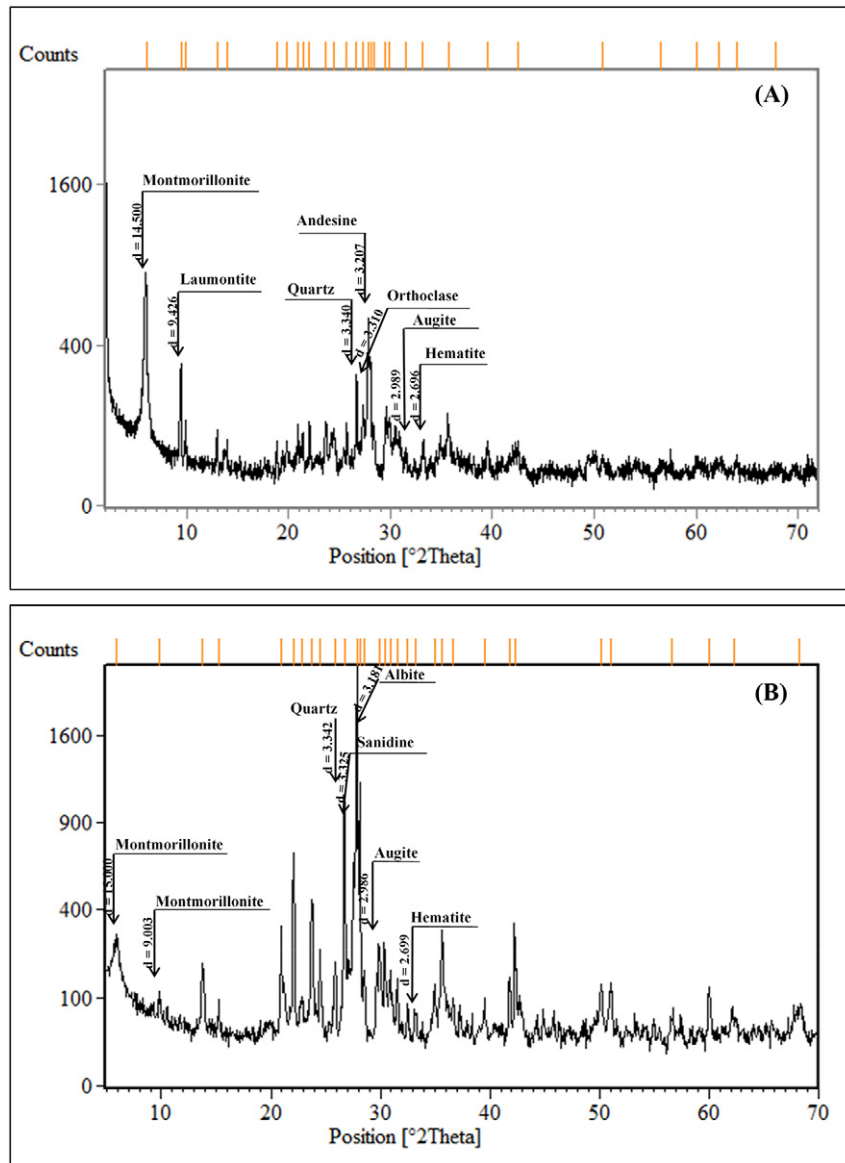 Counts
(A)
1600
Montmorillonite
d = 14.500
Andesine
d = 3.207
Laumontite
d = 9.426
Quartz
d = 3.340
Orthoclase
d = 3.310
Augite
d = 2.989
400
Hematite
d = 2.696
0
10 20 30 40 50 60 70
Position [°2Theta]
Counts
(B)
Albite
d = 3.181
Quartz
d = 3.342
1600
Sanidine
d = 3.325
900
Montmorillonite
d = 15.000
Augite
d = 2.986
400
Montmorillonite
d = 9.003
Hematite
d = 2.699
100
0
10 20 30 40 50 60 70
Position [°2Theta]